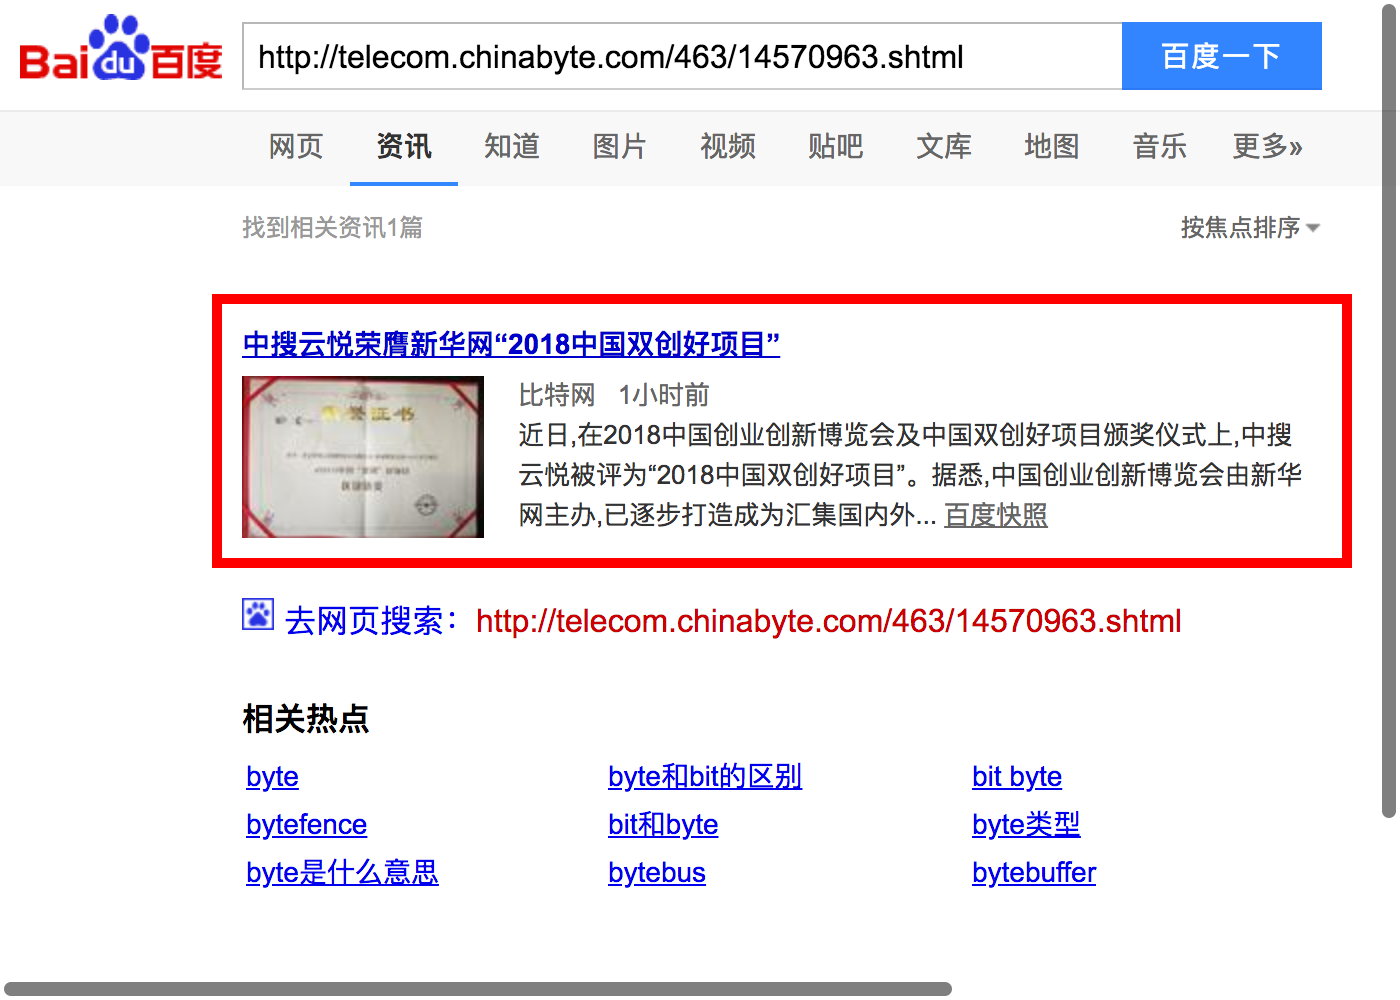 Bai du 百度
http://telecom.chinabyte.com/463/14570963.shtml
百度一下
网页 资讯 知道 图片 视频 贴吧 文库 地图 音乐 更多»
找到相关资讯1篇
按焦点排序
中搜云悦荣膺新华网“2018中国双创好项目”
荣誉证书
比特网 1小时前
近日,在2018中国创业创新博览会及中国双创好项目颁奖仪式上,中搜
云悦被评为“2018中国双创好项目”。据悉,中国创业创新博览会由新华
网主办,已逐步打造成为汇集国内外... 百度快照
去网页搜索: http://telecom.chinabyte.com/463/14570963.shtml
相关热点
byte byte和bit的区别 bit byte
bytefence bit和byte byte类型
byte是什么意思 bytebus bytebuffer